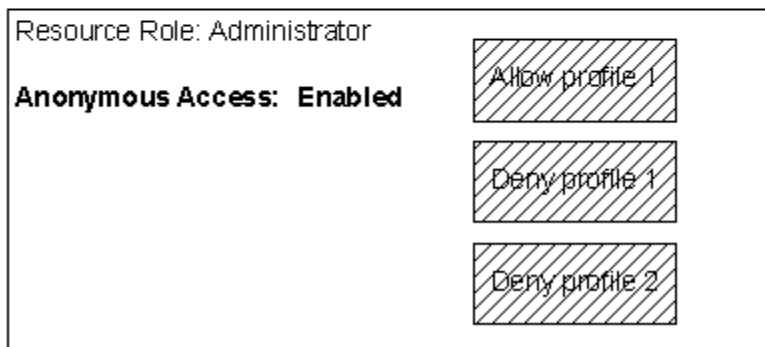 Resource Role: Administrator
Anonymous Access: Enabled
Allow profile 1
Deny profile 1
Deny profile 2